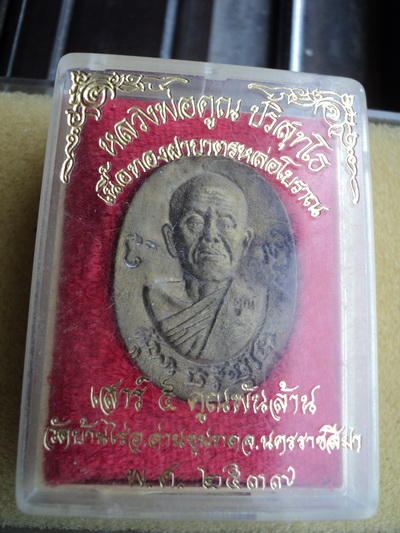 หลวงพ่อคูณ ปริสุทฺโธ
เนื้อทองฝาบาตรหล่อโบราณ
คูณ
เสาร์ ๕ คูณพันล้าน
วัดบ้านไร่ อ.ด่านขุนทด จ.นครราชสีมา
พ.ศ. ๒๕๓๗